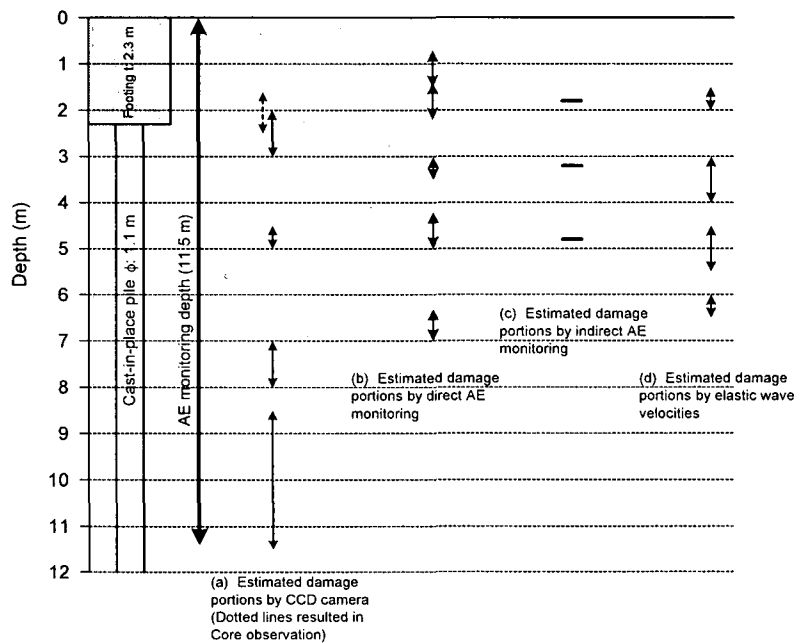 0
1
2
3
4
5
6
7
8
9
10
11
12
Depth (m)
Footing t: 2.3 m
Cast-in-place pile ϕ: 1.1 m
AE monitoring depth (11.5 m)
(c) Estimated damage
portions by indirect AE
monitoring
(b) Estimated damage
portions by direct AE
monitoring
(d) Estimated damage
portions by elastic wave
velocities
(a) Estimated damage
portions by CCD camera
(Dotted lines resulted in
Core observation)